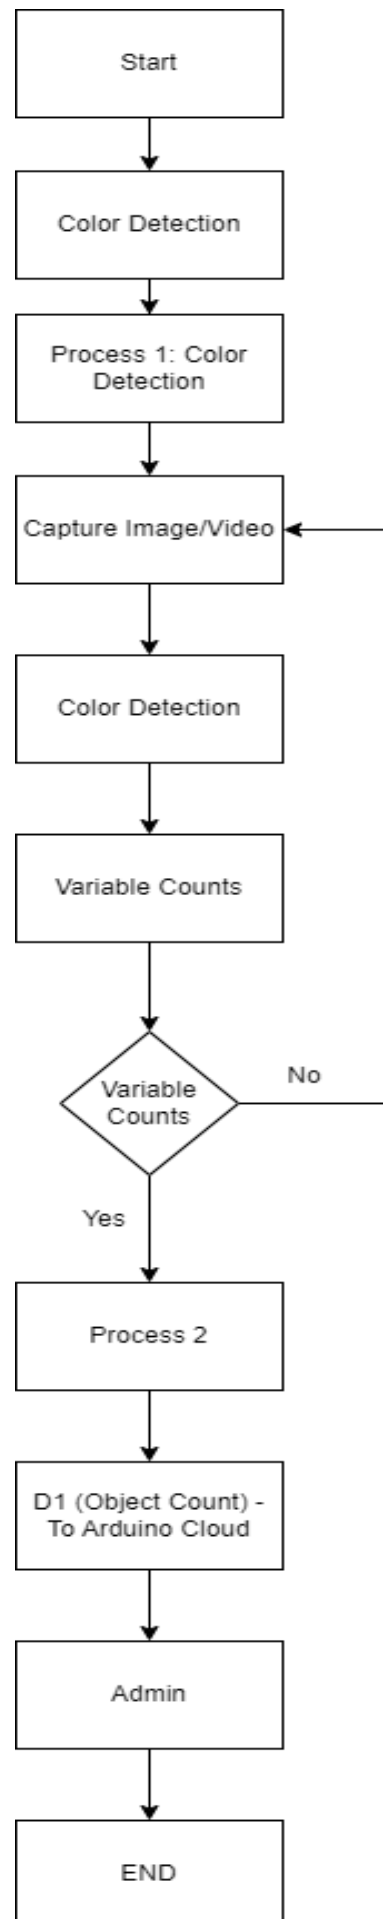 Start
Color Detection
Process 1: Color
Detection
Capture Image/Video
Color Detection
Variable Counts
Variable
Counts
No
Yes
Process 2
D1 (Object Count) -
To Arduino Cloud
Admin
END